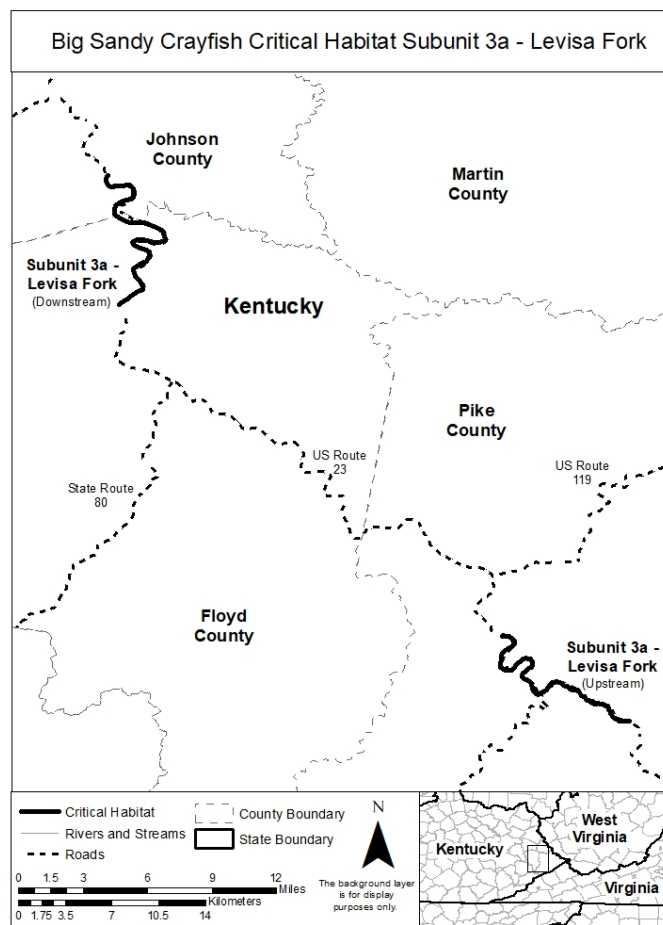 Big Sandy Crayfish Critical Habitat Subunit 3a - Levisa Fork
Johnson
County
Martin
County
Subunit 3a -
Levisa Fork
(Downstream)
Kentucky
Pike
County
US Route
23
US Route
119
State Route
80
Floyd
County
Subunit 3a -
Levisa Fork
(Upstream)
Critical Habitat
Rivers and Streams
Roads
County Boundary
State Boundary
N
The background layer
is for display
purposes only.
0 1.5 3 6 9 12
Miles
Kilometers
0 1.75 3.5 7 10.5 14
West
Virginia
Kentucky
Virginia